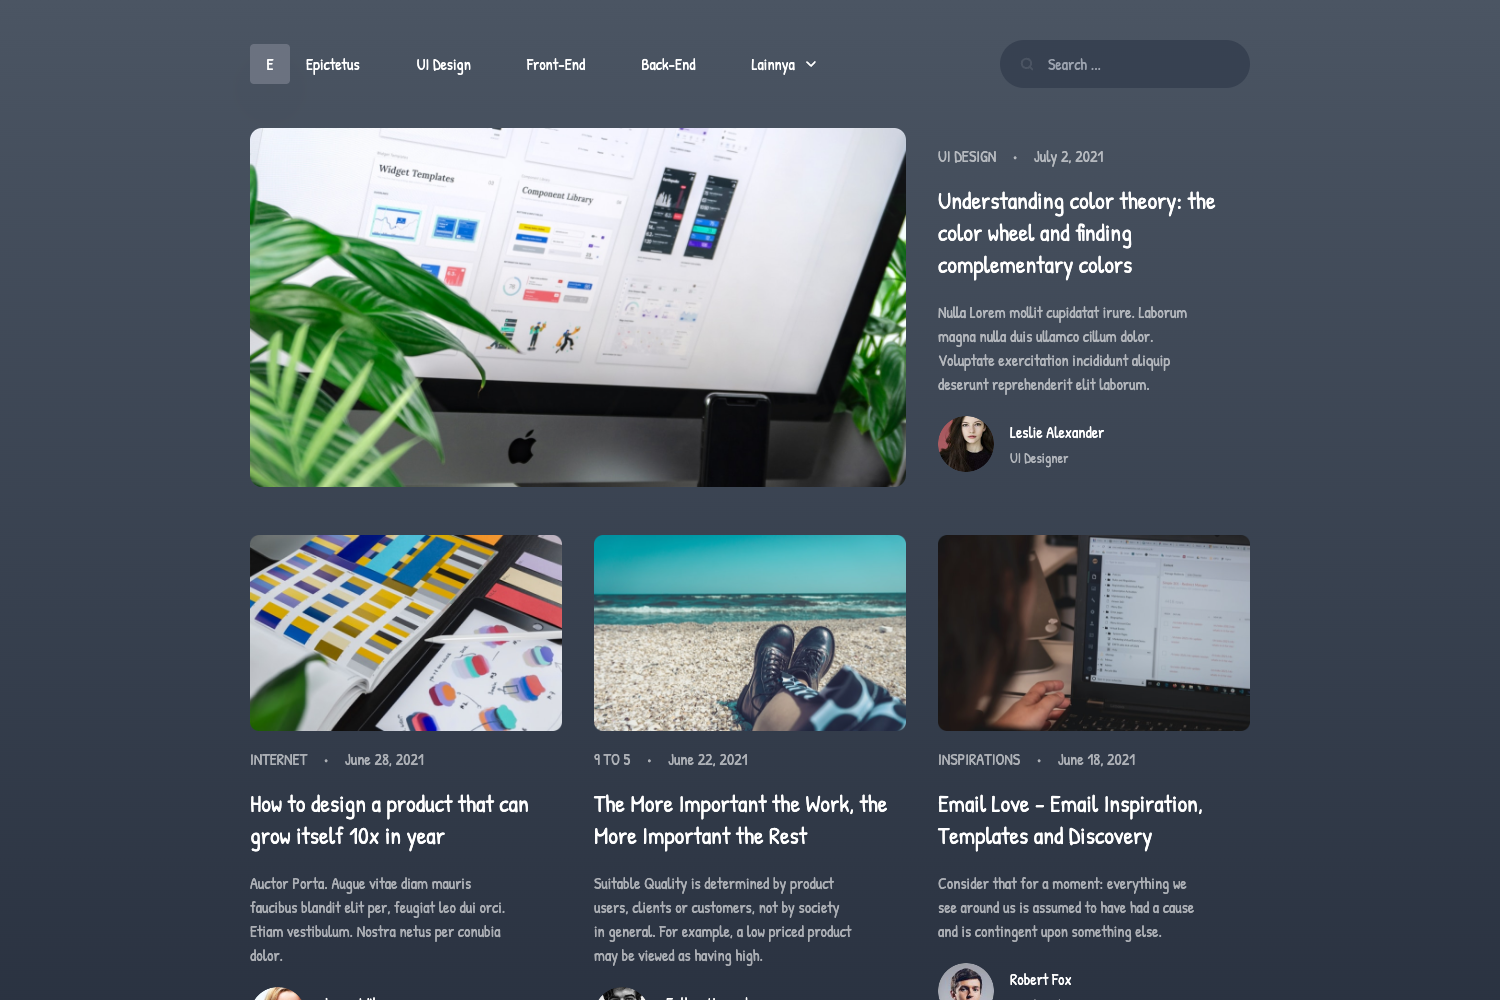 E Epictetus UI Design Front-End Back-End Lainnya Search ...
Widget Templates
Component Library
UI DESIGN • July 2, 2021
Understanding color theory: the
color wheel and finding
complementary colors
Nulla Lorem mollit cupidatat irure. Laborum
magna nulla duis ullamco cillum dolor.
Voluptate exercitation incididunt aliquip
deserunt reprehenderit elit laborum.
Leslie Alexander
UI Designer
INTERNET • June 28, 2021
How to design a product that can
grow itself 10x in year
Auctor Porta. Augue vitae diam mauris
faucibus blandit elit per, feugiat leo dui orci.
Etiam vestibulum. Nostra netus per conubia
dolor.
9 TO 5 • June 22, 2021
The More Important the Work, the
More Important the Rest
Suitable Quality is determined by product
users, clients or customers, not by society
in general. For example, a low priced product
may be viewed as having high.
INSPIRATIONS • June 18, 2021
Email Love - Email Inspiration,
Templates and Discovery
Consider that for a moment: everything we
see around us is assumed to have had a cause
and is contingent upon something else.
Robert Fox